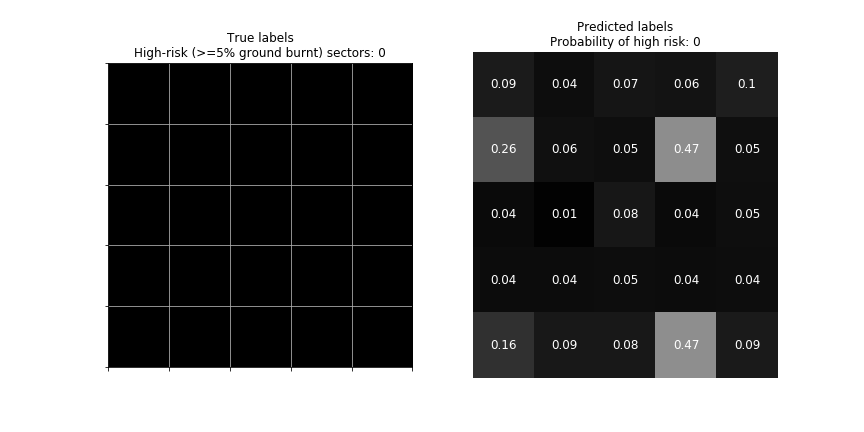 True labels
High-risk (>=5% ground burnt) sectors: 0
Predicted labels
Probability of high risk: 0
0.09 0.04 0.07 0.06 0.1
0.26 0.06 0.05 0.47 0.05
0.04 0.01 0.08 0.04 0.05
0.04 0.04 0.05 0.04 0.04
0.16 0.09 0.08 0.47 0.09